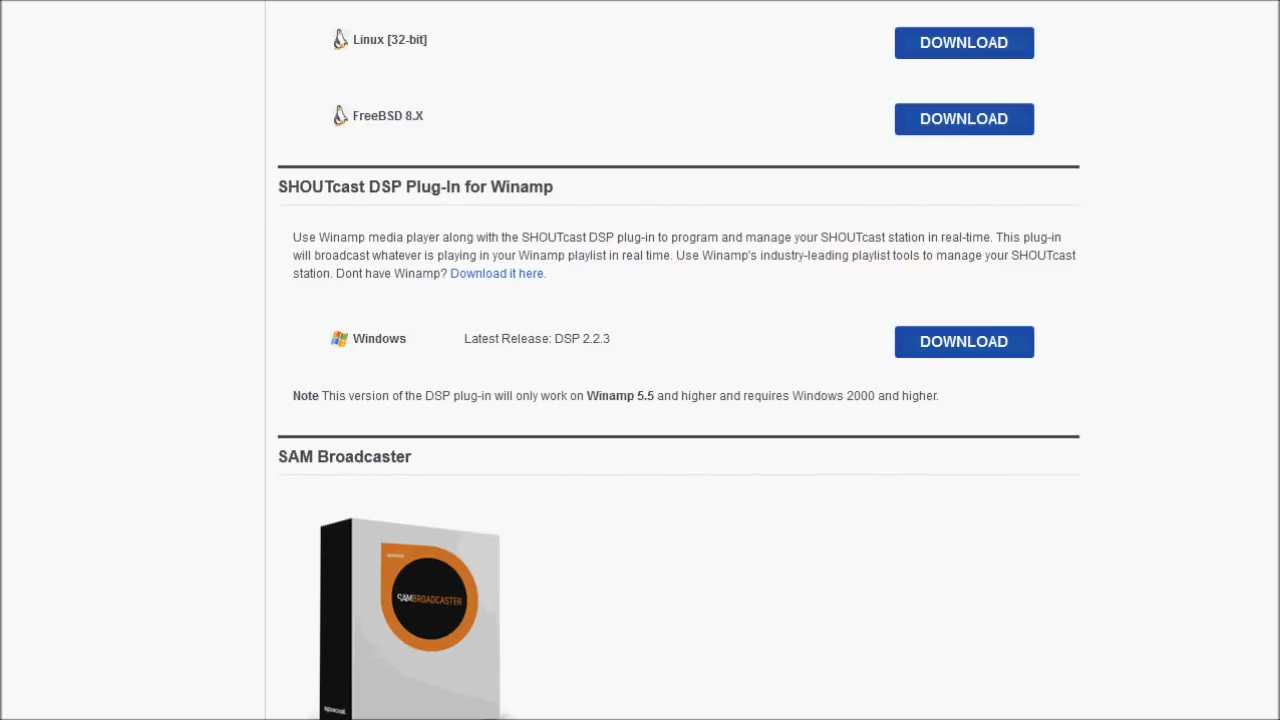 Linux [32-bit]
DOWNLOAD
FreeBSD 8.X
DOWNLOAD
SHOUTcast DSP Plug-In for Winamp
Use Winamp media player along with the SHOUTcast DSP plug-in to program and manage your SHOUTcast station in real-time. This plug-in
will broadcast whatever is playing in your Winamp playlist in real time. Use Winamp's industry-leading playlist tools to manage your SHOUTcast
station. Dont have Winamp? Download it here.
Windows
Latest Release: DSP 2.2.3
DOWNLOAD
Note This version of the DSP plug-in will only work on Winamp 5.5 and higher and requires Windows 2000 and higher.
SAM Broadcaster
spacial
SAMBROADCASTER
spacial